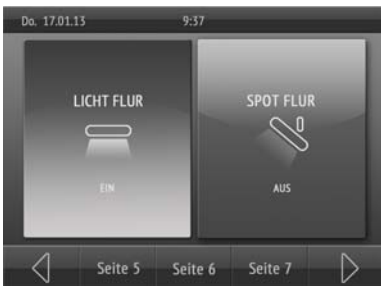 Do. 17.01.13 9:37
LICHT FLUR SPOT FLUR
EIN AUS
Seite 5 Seite 6 Seite 7